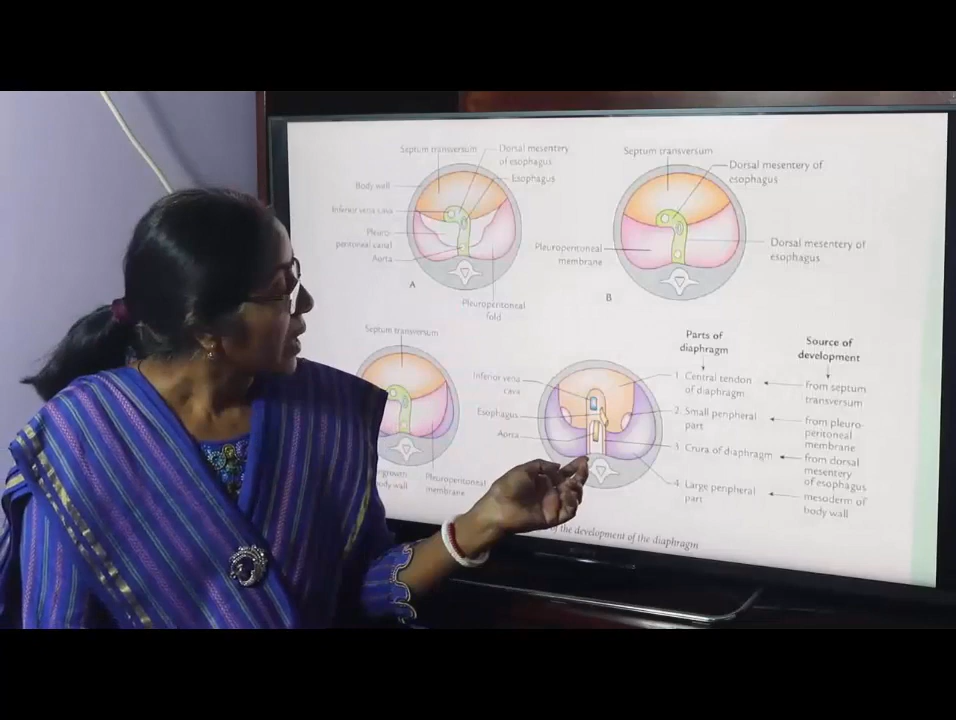 Septum transversum
Dorsal mesentery
of esophagus
Esophagus
Body wall
Inferior vena cava
Pleuro-
peritoneal canal
Aorta
A
Pleuroperitoneal
fold
Septum transversum
Dorsal mesentery of
esophagus
Pleuroperitoneal
membrane
Dorsal mesentery of
esophagus
B
Septum transversum
body wall
Pleuroperitoneal
membrane
Inferior vena
cava
Esophagus
Aorta
Parts of
diaphragm
Source of
development
1. Central tendon
of diaphragm
from septum
transversum
2. Small peripheral
part
from pleuro-
peritoneal
membrane
3. Crura of diaphragm
from dorsal
mesentery
of esophagus
4. Large peripheral
part
mesoderm of
body wall
of the development of the diaphragm